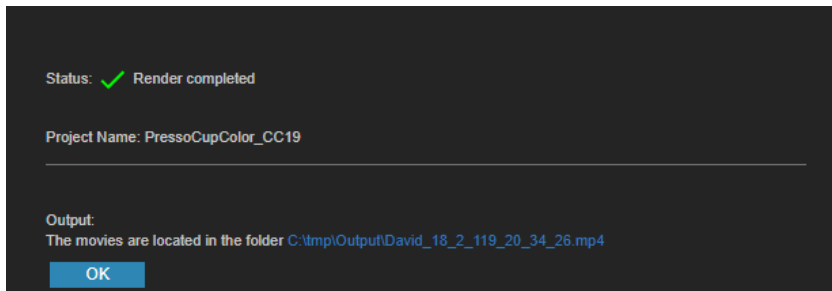 Status: Render completed
Project Name: PressoCupColor_CC19
Output:
The movies are located in the folder C:\tmp\Output\David_18_2_119_20_34_26.mp4
OK